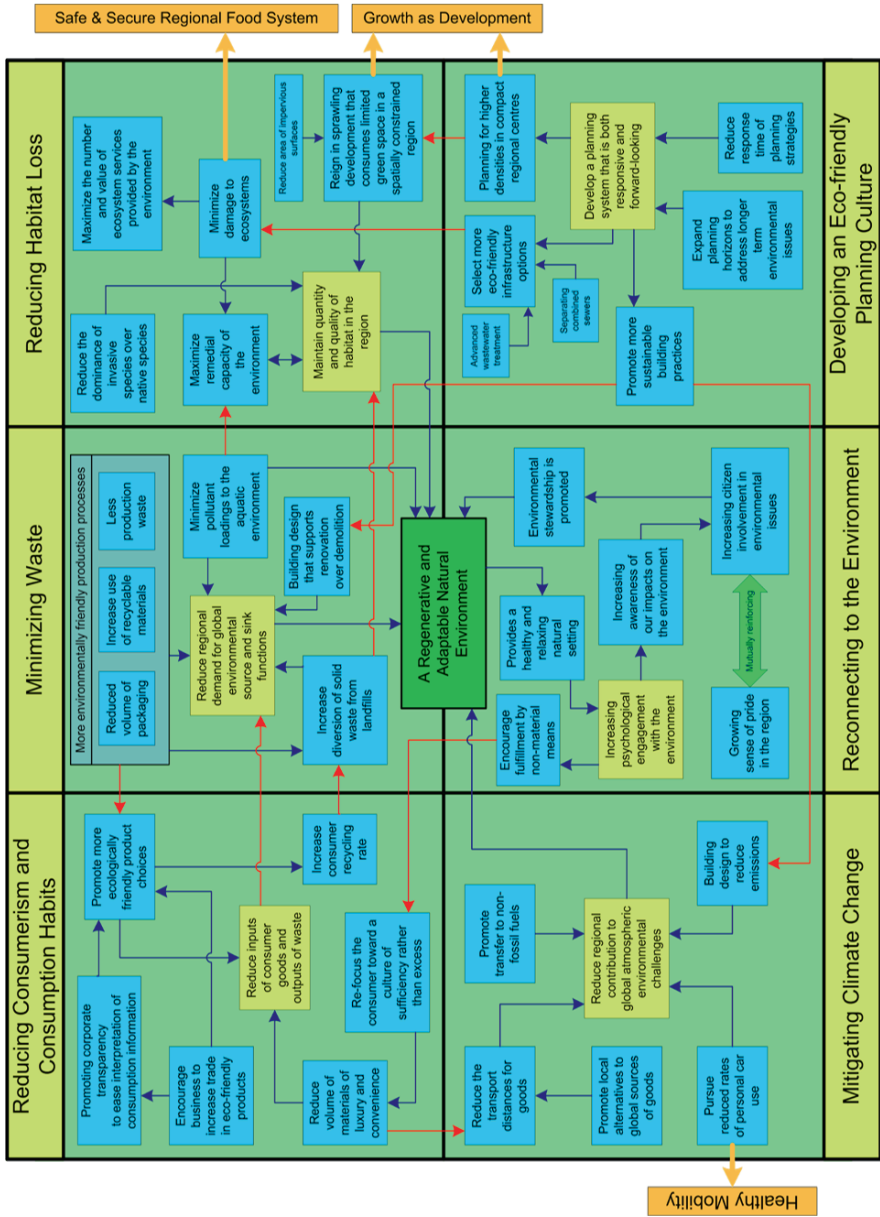 Safe & Secure Regional Food System
Growth as Development
Healthy Mobility
Reducing Consumerism and
Consumption Habits
Promoting corporate
transparency
to ease interpretation of
consumption information
Promote more
ecologically
friendly product
choices
Encourage
business to
increase trade
in eco-friendly
products
Reduce inputs
of consumer
goods and
outputs of waste
Increase
consumer
recycling
rate
Reduce
volume of
materials of
luxury and
convenience
Re-focus the
consumer toward a
culture of
sufficiency rather
than excess
Minimizing Waste
More environmentally friendly production processes
Reduced
volume of
packaging
Increase use
of recyclable
materials
Less
production
waste
Reduce regional
demand for global
environmental
source and sink
functions
Minimize
pollutant
loadings to the
aquatic
environment
Increase
diversion of solid
waste from
landfills
Building design
that supports
renovation
over demolition
Reducing Habitat Loss
Reduce the
dominance of
invasive
species over
native species
Maximize the number
and value of
ecosystem services
provided by the
environment
Maximize
remedial
capacity of
the
environment
Minimize
damage to
ecosystems
Reduce area of impervious
surfaces
Maintain quantity
and quality of
habitat in the
region
Reign in sprawling
development that
consumes limited
green space in a
spatially constrained
region
A Regenerative and
Adaptable Natural
Environment
Reduce the
transport
distances for
goods
Promote
transfer to non-
fossil fuels
Promote local
alternatives to
global sources
of goods
Reduce regional
contribution to
global atmospheric
environmental
challenges
Pursue
reduced rates
of personal car
use
Building
design to
reduce
emissions
Mitigating Climate Change
Encourage
fulfillment by
non-material
means
Provides a
healthy and
relaxing
natural
setting
Environmental
stewardship is
promoted
Increasing
psychological
engagement
with the
environment
Increasing
awareness of
our impacts on
the environment
Growing
sense of pride
in the region
Mutually reinforcing
Increasing citizen
involvement in
environmental
issues
Reconnecting to the Environment
Advanced
wastewater
treatment
Select more
eco-friendly
infrastructure
options
Planning for higher
densities in compact
regional centres
Separating
combined
sewers
Promote more
sustainable
building
practices
Develop a planning
system that is both
responsive and
forward-looking
Expand
planning
horizons to
address longer
term
environmental
issues
Reduce
response
time of
planning
strategies
Developing an Eco-friendly
Planning Culture